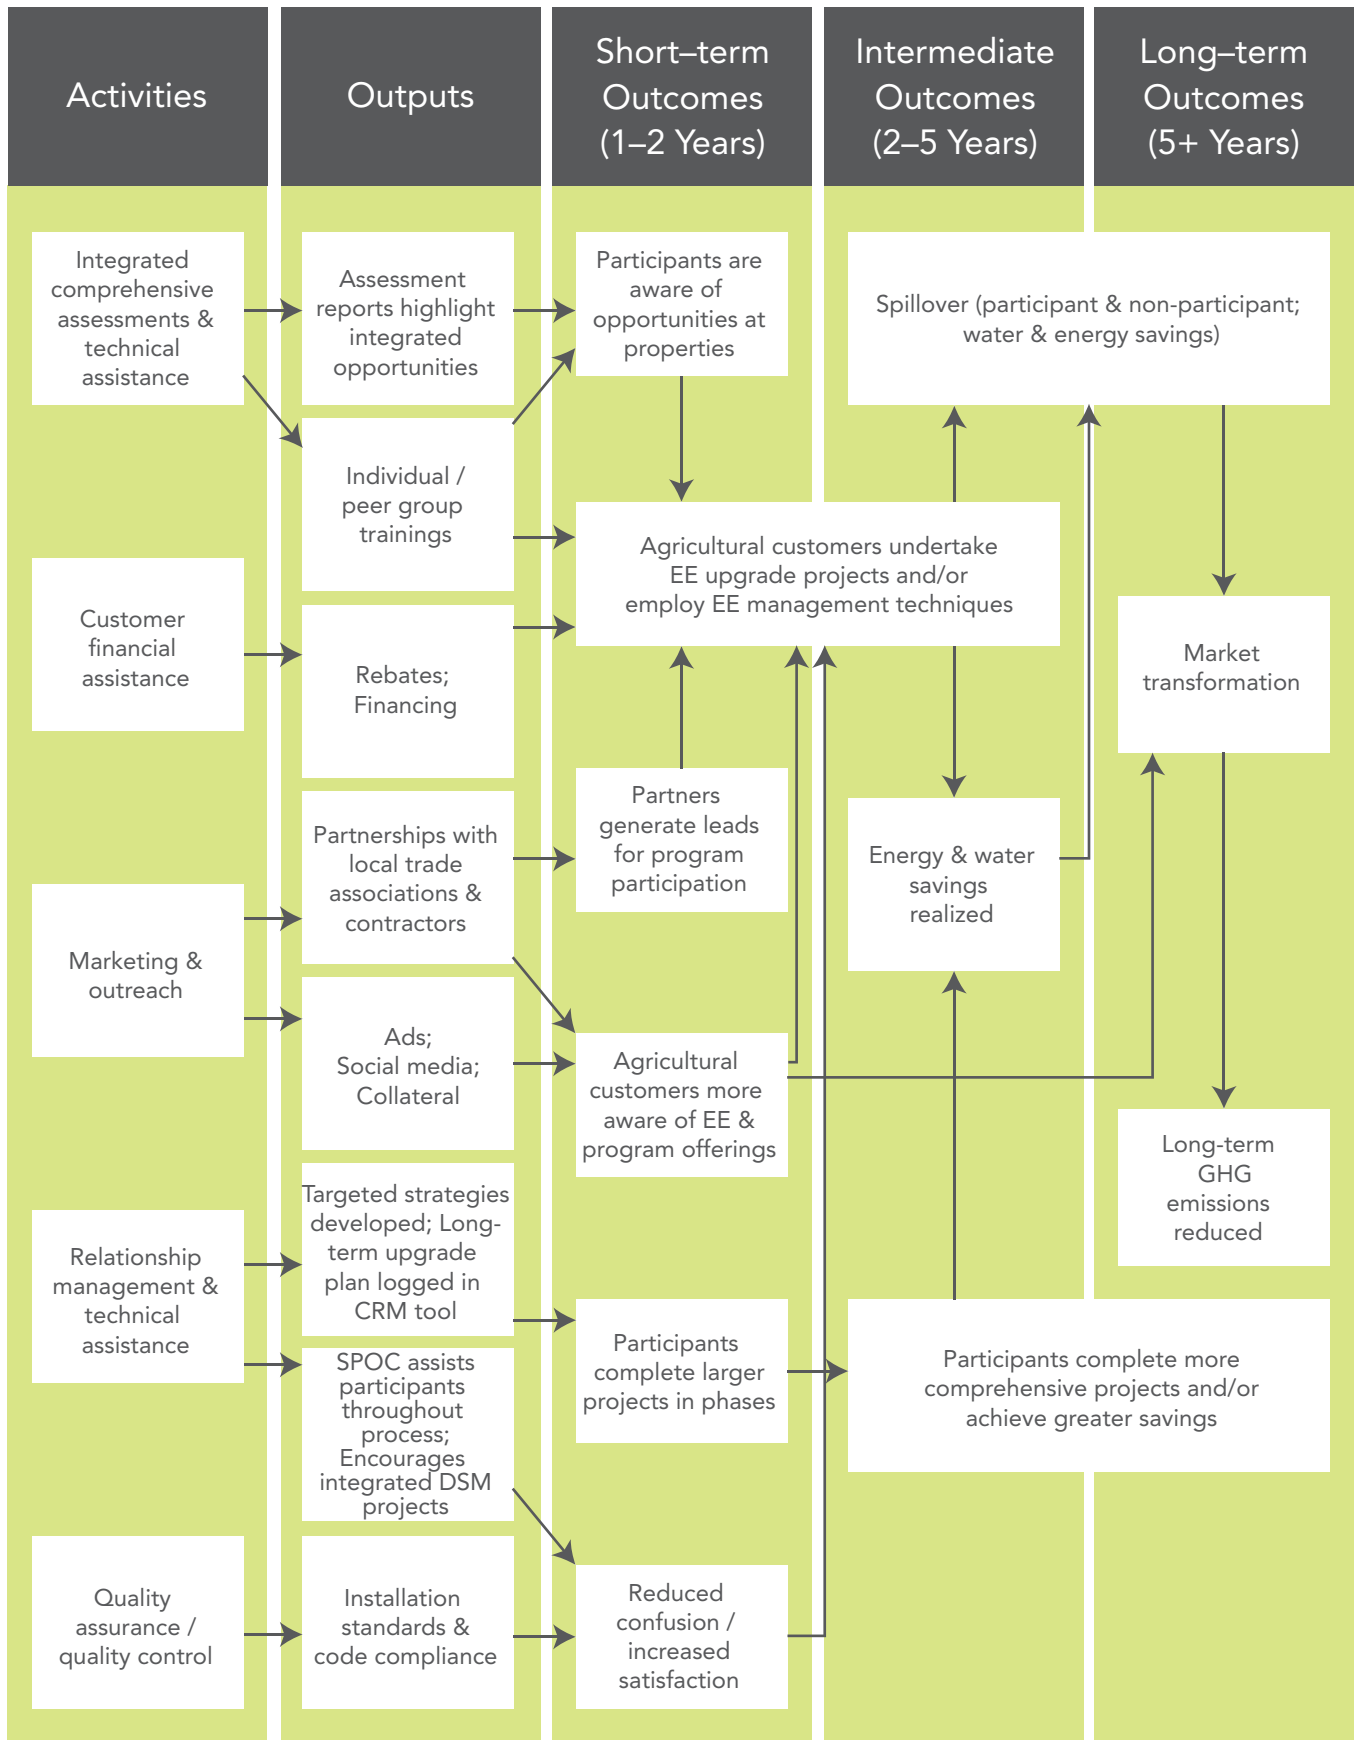 Activities
Outputs
Short–term
Outcomes
(1–2 Years)
Intermediate
Outcomes
(2–5 Years)
Long–term
Outcomes
(5+ Years)
Integrated
comprehensive
assessments &
technical
assistance
Customer
financial
assistance
Marketing &
outreach
Relationship
management &
technical
assistance
Quality
assurance /
quality control
Assessment
reports highlight
integrated
opportunities
Individual /
peer group
trainings
Rebates;
Financing
Partnerships with
local trade
associations &
contractors
Ads;
Social media;
Collateral
Targeted strategies
developed; Long-
term upgrade
plan logged in
CRM tool
SPOC assists
participants
throughout
process;
Encourages
integrated DSM
projects
Installation
standards &
code compliance
Participants are
aware of
opportunities at
properties
Agricultural customers undertake
EE upgrade projects and/or
employ EE management techniques
Partners
generate leads
for program
participation
Agricultural
customers more
aware of EE &
program offerings
Participants
complete larger
projects in phases
Reduced
confusion /
increased
satisfaction
Spillover (participant & non-participant;
water & energy savings)
Energy & water
savings
realized
Participants complete more
comprehensive projects and/or
achieve greater savings
Market
transformation
Long-term
GHG
emissions
reduced